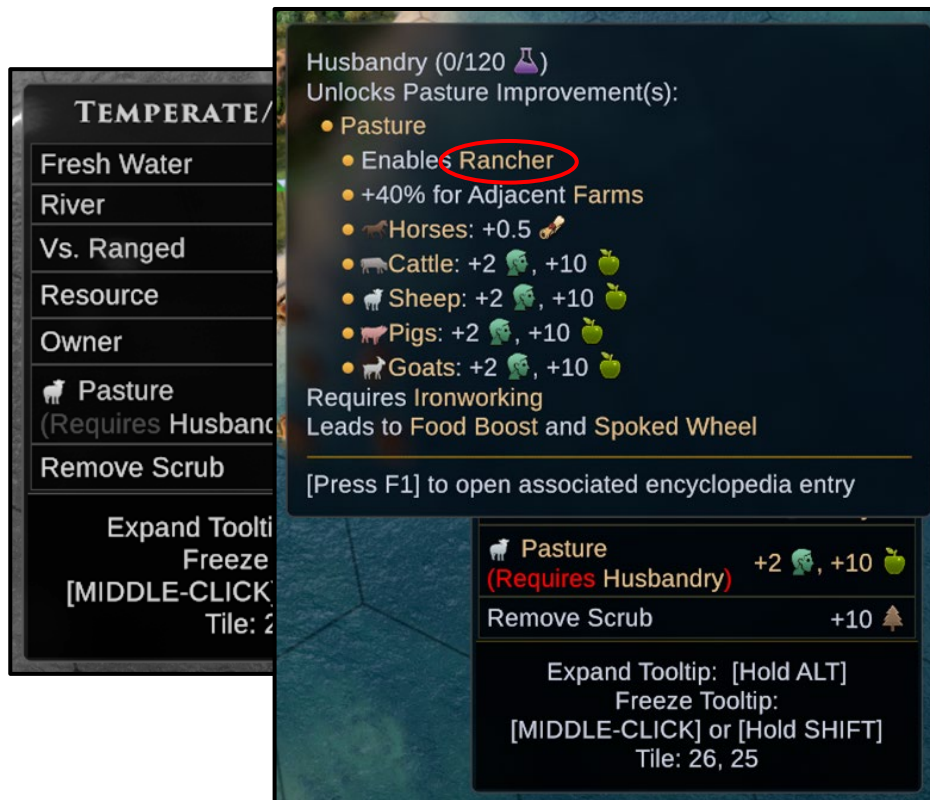 TEMPERATE/
Fresh Water
River
Vs. Ranged
Resource
Owner
Pasture
(Requires Husband
Remove Scrub
Expand Toolti
Freeze
[MIDDLE-CLICK]
Tile: 2
Husbandry (0/120 )
Unlocks Pasture Improvement(s):
Pasture
Enables Rancher
+40% for Adjacent Farms
Horses: +0.5
Cattle: +2 , +10
Sheep: +2 , +10
Pigs: +2 , +10
Goats: +2 , +10
Requires Ironworking
Leads to Food Boost and Spoked Wheel
[Press F1] to open associated encyclopedia entry
Pasture +2 , +10
(Requires Husbandry)
Remove Scrub +10
Expand Tooltip: [Hold ALT]
Freeze Tooltip:
[MIDDLE-CLICK] or [Hold SHIFT]
Tile: 26, 25